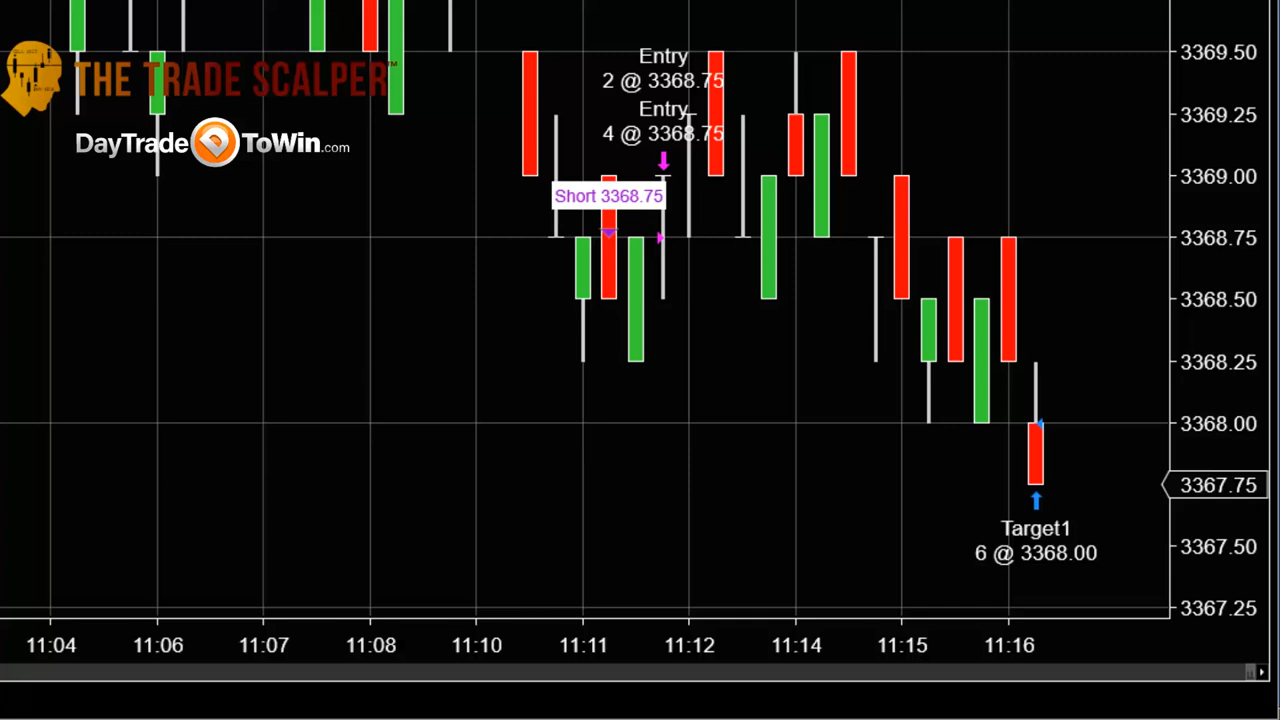 THE TRADE SCALPER™
DayTrade D ToWin.com
Entry
2 @ 3368.75
Entry
4 @ 3368.75
Short 3368.75
Target1
6 @ 3368.00
3369.50
3369.25
3369.00
3368.75
3368.50
3368.25
3368.00
3367.75
3367.50
3367.25
11:04 11:06 11:07 11:08 11:10 11:11 11:12 11:14 11:15 11:16